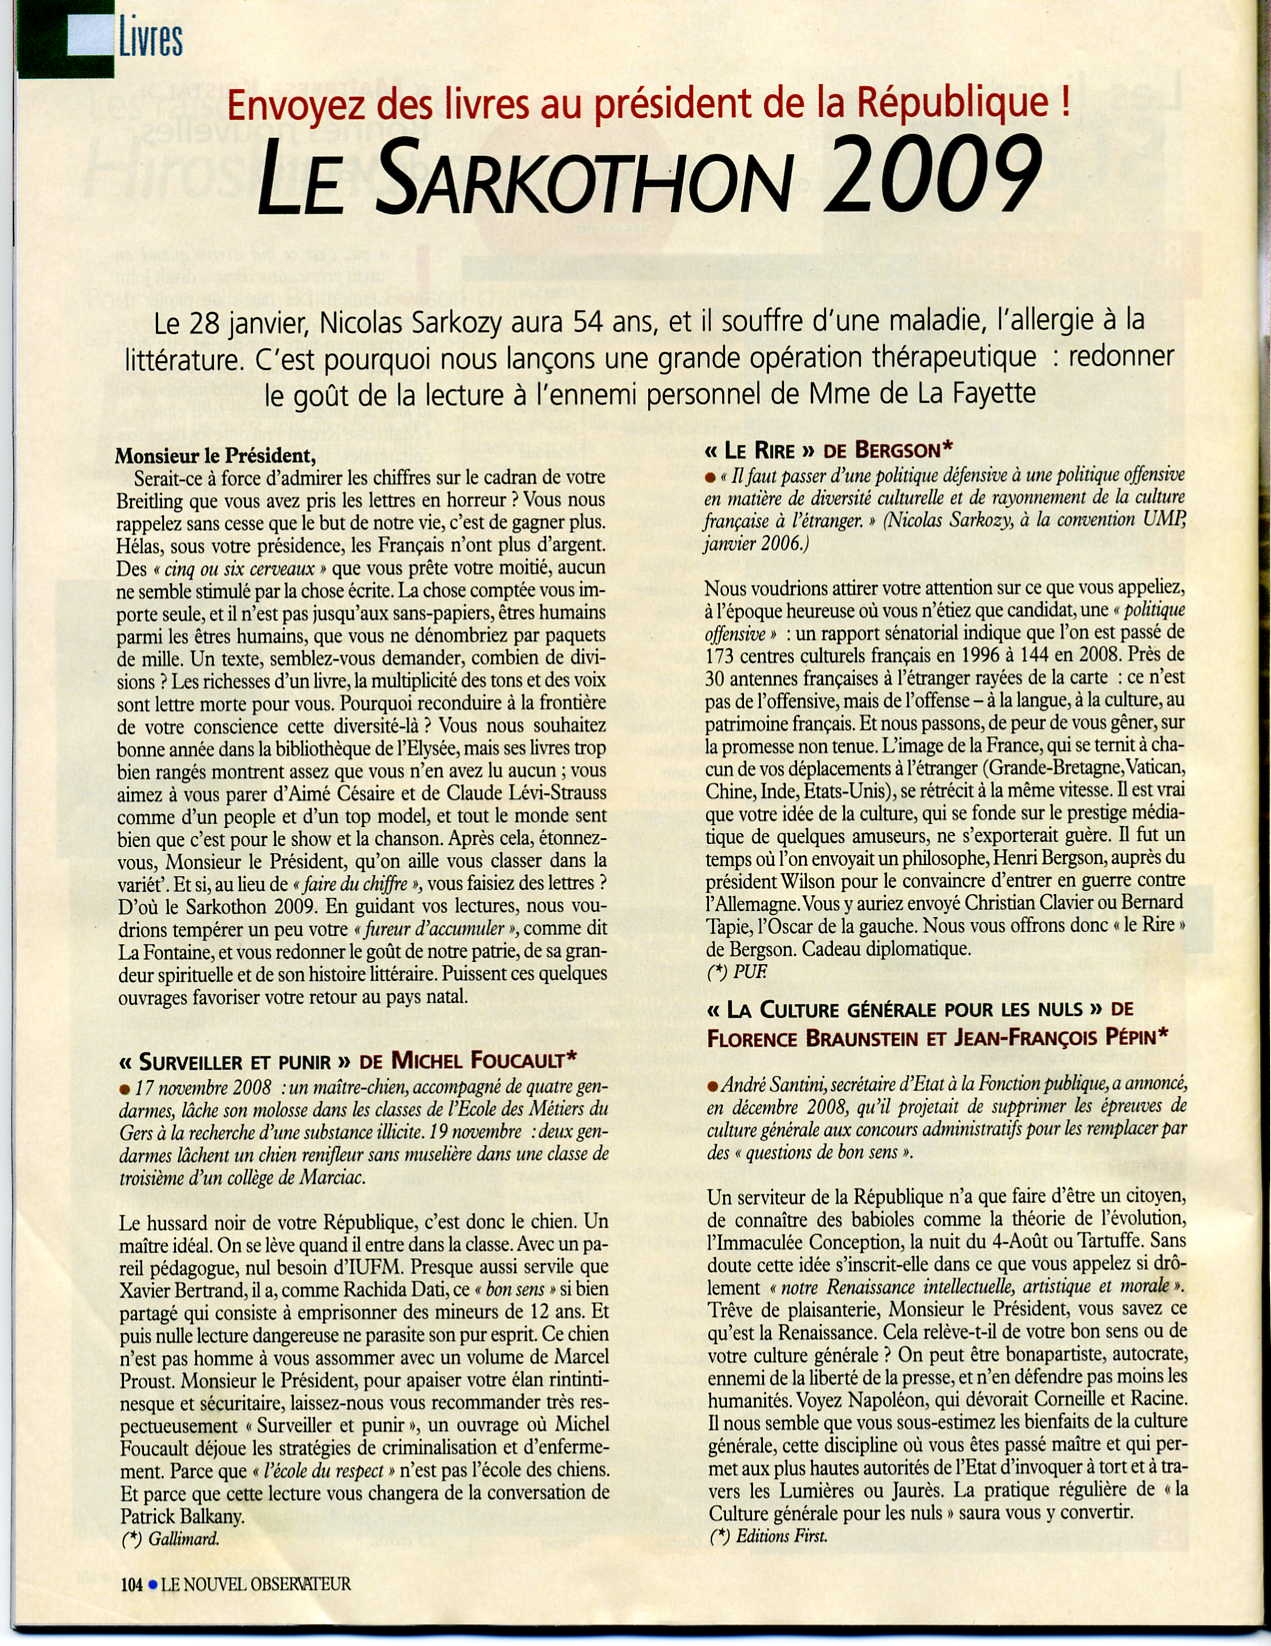 Livres
Envoyez des livres au président de la République !
LE SARKOTHON 2009
Le 28 janvier, Nicolas Sarkozy aura 54 ans, et il souffre d'une maladie, l'allergie à la
littérature. C'est pourquoi nous lançons une grande opération thérapeutique : redonner
le goût de la lecture à l'ennemi personnel de Mme de La Fayette
Monsieur le Président,
Serait-ce à force d'admirer les chiffres sur le cadran de votre
Breitling que vous avez pris les lettres en horreur ? Vous nous
rappelez sans cesse que le but de notre vie, c'est de gagner plus.
Hélas, sous votre présidence, les Français n'ont plus d'argent.
Des « cinq ou six cerveaux » que vous prête votre moitié, aucun
ne semble stimulé par la chose écrite. La chose comptée vous im-
porte seule, et il n'est pas jusqu'aux sans-papiers, êtres humains
parmi les êtres humains, que vous ne dénombriez par paquets
de mille. Un texte, semblez-vous demander, combien de divi-
sions ? Les richesses d'un livre, la multiplicité des tons et des voix
sont lettre morte pour vous. Pourquoi reconduire à la frontière
de votre conscience cette diversité-là ? Vous nous souhaitez
bonne année dans la bibliothèque de l'Elysée, mais ses livres trop
bien rangés montrent assez que vous n'en avez lu aucun ; vous
aimez à vous parer d'Aimé Césaire et de Claude Lévi-Strauss
comme d'un people et d'un top model, et tout le monde sent
bien que c'est pour le show et la chanson. Après cela, étonnez-
vous, Monsieur le Président, qu'on aille vous classer dans la
variét'. Et si, au lieu de « faire du chiffre », vous faisiez des lettres ?
D'où le Sarkothon 2009. En guidant vos lectures, nous vou-
drions tempérer un peu votre « fureur d'accumuler », comme dit
La Fontaine, et vous redonner le goût de notre patrie, de sa gran-
deur spirituelle et de son histoire littéraire. Puissent ces quelques
ouvrages favoriser votre retour au pays natal.
« SURVEILLER ET PUNIR » DE MICHEL FOUCAULT*
● 17 novembre 2008 : un maître-chien, accompagné de quatre gen-
darmes, lâche son molosse dans les classes de l'Ecole des Métiers du
Gers à la recherche d'une substance illicite. 19 novembre : deux gen-
darmes lâchent un chien renifleur sans muselière dans une classe de
troisième d'un collège de Marciac.
Le hussard noir de votre République, c'est donc le chien. Un
maître idéal. On se lève quand il entre dans la classe. Avec un pa-
reil pédagogue, nul besoin d'IUFM. Presque aussi servile que
Xavier Bertrand, il a, comme Rachida Dati, ce « bon sens » si bien
partagé qui consiste à emprisonner des mineurs de 12 ans. Et
puis nulle lecture dangereuse ne parasite son pur esprit. Ce chien
n'est pas homme à vous assommer avec un volume de Marcel
Proust. Monsieur le Président, pour apaiser votre élan rintinti-
nesque et sécuritaire, laissez-nous vous recommander très res-
pectueusement « Surveiller et punir », un ouvrage où Michel
Foucault déjoue les stratégies de criminalisation et d'enferme-
ment. Parce que « l'école du respect » n'est pas l'école des chiens.
Et parce que cette lecture vous changera de la conversation de
Patrick Balkany.
(*) Gallimard.
« LE RIRE » DE BERGSON*
● « Il faut passer d'une politique défensive à une politique offensive
en matière de diversité culturelle et de rayonnement de la culture
française à l'étranger. » (Nicolas Sarkozy, à la convention UMP,
janvier 2006.)
Nous voudrions attirer votre attention sur ce que vous appeliez,
à l'époque heureuse où vous n'étiez que candidat, une « politique
offensive » : un rapport sénatorial indique que l'on est passé de
173 centres culturels français en 1996 à 144 en 2008. Près de
30 antennes françaises à l'étranger rayées de la carte : ce n'est
pas de l'offensive, mais de l'offense – à la langue, à la culture, au
patrimoine français. Et nous passons, de peur de vous gêner, sur
la promesse non tenue. L'image de la France, qui se ternit à cha-
cun de vos déplacements à l'étranger (Grande-Bretagne, Vatican,
Chine, Inde, Etats-Unis), se rétrécit à la même vitesse. Il est vrai
que votre idée de la culture, qui se fonde sur le prestige média-
tique de quelques amuseurs, ne s'exporterait guère. Il fut un
temps où l'on envoyait un philosophe, Henri Bergson, auprès du
président Wilson pour le convaincre d'entrer en guerre contre
l'Allemagne. Vous y auriez envoyé Christian Clavier ou Bernard
Tapie, l'Oscar de la gauche. Nous vous offrons donc « le Rire »
de Bergson. Cadeau diplomatique.
(*) PUF.
« LA CULTURE GÉNÉRALE POUR LES NULS » DE
FLORENCE BRAUNSTEIN ET JEAN-FRANÇOIS PÉPIN*
● André Santini, secrétaire d'Etat à la Fonction publique, a annoncé,
en décembre 2008, qu'il projetait de supprimer les épreuves de
culture générale aux concours administratifs pour les remplacer par
des « questions de bon sens ».
Un serviteur de la République n'a que faire d'être un citoyen,
de connaître des babioles comme la théorie de l'évolution,
l'Immaculée Conception, la nuit du 4-Août ou Tartuffe. Sans
doute cette idée s'inscrit-elle dans ce que vous appelez si drô-
lement « notre Renaissance intellectuelle, artistique et morale ».
Trêve de plaisanterie, Monsieur le Président, vous savez ce
qu'est la Renaissance. Cela relève-t-il de votre bon sens ou de
votre culture générale ? On peut être bonapartiste, autocrate,
ennemi de la liberté de la presse, et n'en défendre pas moins les
humanités. Voyez Napoléon, qui dévorait Corneille et Racine.
Il nous semble que vous sous-estimez les bienfaits de la culture
générale, cette discipline où vous êtes passé maître et qui per-
met aux plus hautes autorités de l'Etat d'invoquer à tort et à tra-
vers les Lumières ou Jaurès. La pratique régulière de « la
Culture générale pour les nuls » saura vous y convertir.
(*) Editions First.
104 ● LE NOUVEL OBSERVATEUR